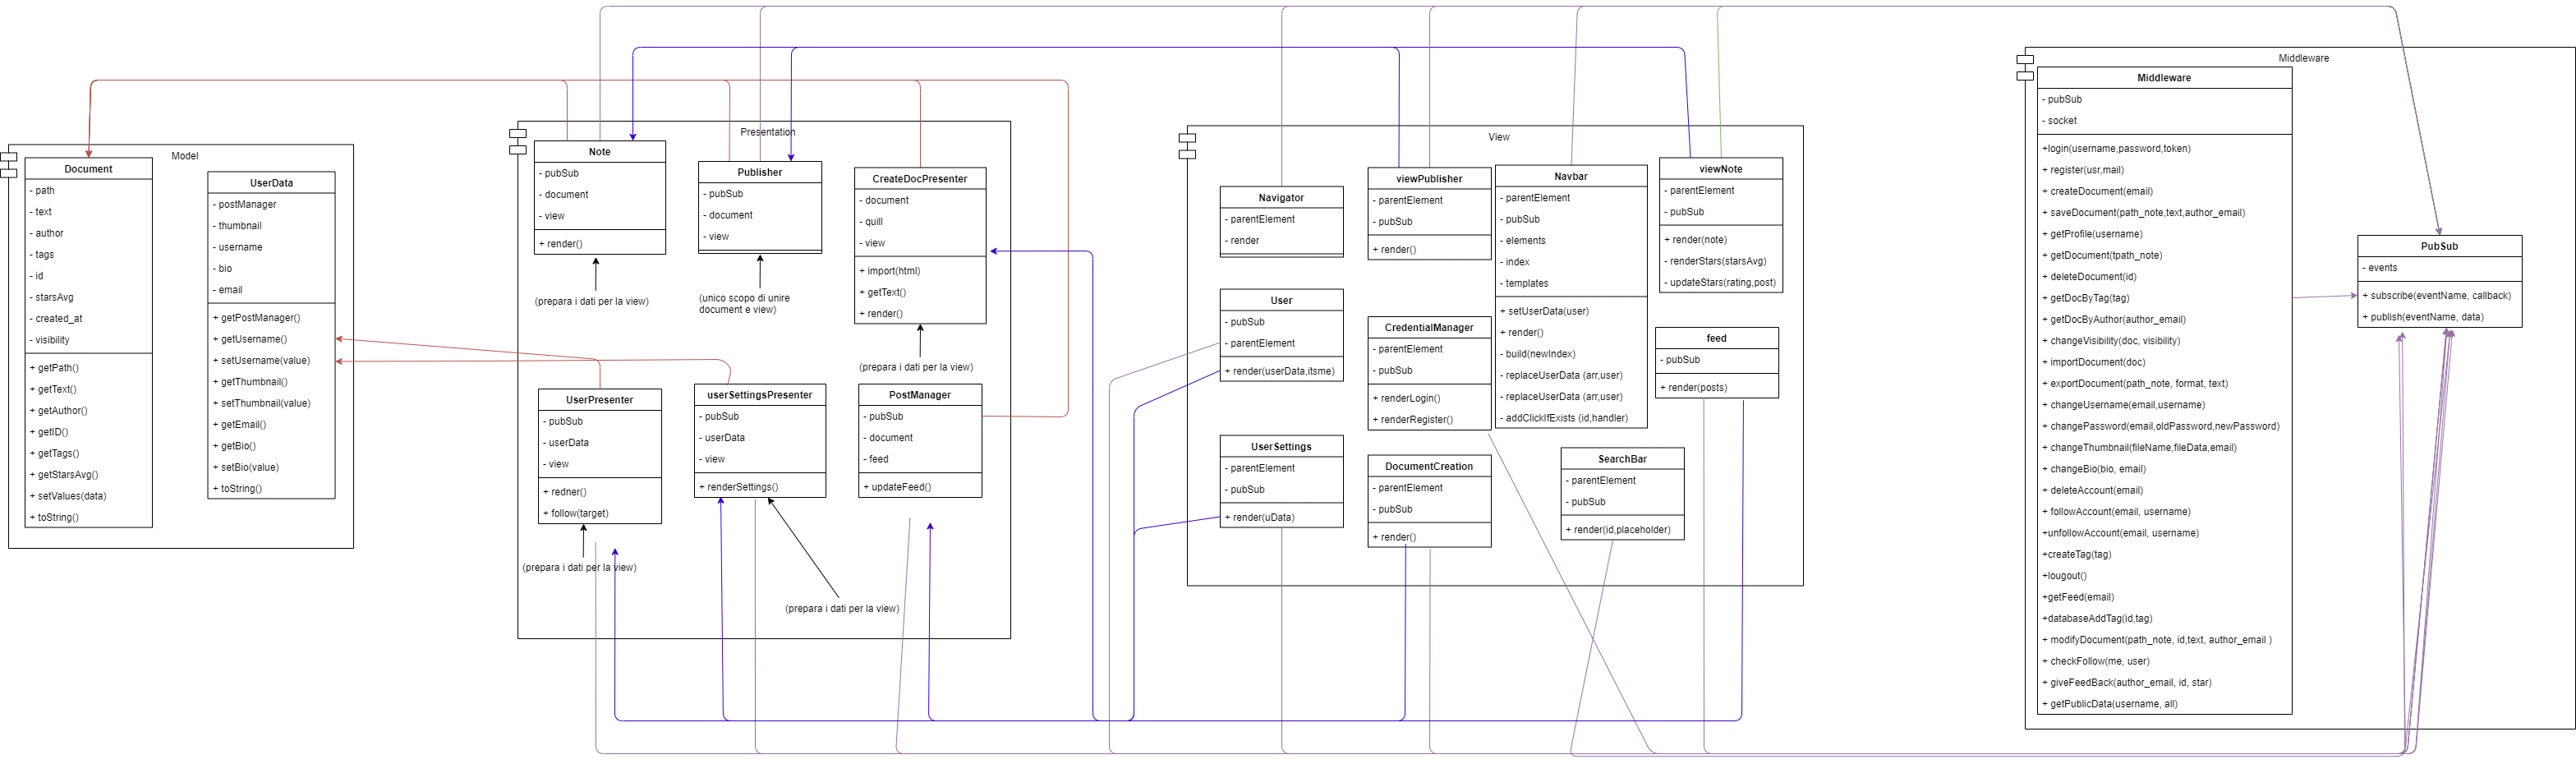 Model
Document
- path
- text
- author
- tags
- id
- starsAvg
- created_at
- visibility
+ getPath()
+ getText()
+ getAuthor()
+ getID()
+ getTags()
+ getStarsAvg()
+ setValues(data)
+ toString()
UserData
- postManager
- thumbnail
- username
- bio
- email
+ getPostManager()
+ getUsername()
+ setUsername(value)
+ getThumbnail()
+ setThumbnail(value)
+ getEmail()
+ getBio()
+ setBio(value)
+ toString()
Presentation
Note
- pubSub
- document
- view
+ render()
(prepara i dati per la view)
Publisher
- pubSub
- document
- view
(unico scopo di unire
document e view)
CreateDocPresenter
- document
- quill
- view
+ import(html)
+ getText()
+ render()
(prepara i dati per la view)
UserPresenter
- pubSub
- userData
- view
+ redner()
+ follow(target)
(prepara i dati per la view)
userSettingsPresenter
- pubSub
- userData
- view
+ renderSettings()
(prepara i dati per la view)
PostManager
- pubSub
- document
- feed
+ updateFeed()
View
Navigator
- parentElement
- render
viewPublisher
- parentElement
- pubSub
+ render()
Navbar
- parentElement
- pubSub
- elements
- index
- templates
+ setUserData(user)
+ render()
- build(newIndex)
- replaceUserData (arr,user)
- replaceUserData (arr,user)
- addClickIfExists (id,handler)
viewNote
- parentElement
- pubSub
+ render(note)
- renderStars(starsAvg)
- updateStars(rating,post)
User
- pubSub
- parentElement
+ render(userData,itsme)
CredentialManager
- parentElement
- pubSub
+ renderLogin()
+ renderRegister()
feed
- pubSub
+ render(posts)
UserSettings
- parentElement
- pubSub
+ render(uData)
DocumentCreation
- parentElement
- pubSub
+ render()
SearchBar
- parentElement
- pubSub
+ render(id,placeholder)
Middleware
Middleware
- pubSub
- socket
+login(username,password,token)
+ register(usr,mail)
+ createDocument(email)
+ saveDocument(path_note,text,author_email)
+ getProfile(username)
+ getDocument(tpath_note)
+ deleteDocument(id)
+ getDocByTag(tag)
+ getDocByAuthor(author_email)
+ changeVisibility(doc, visibility)
+ importDocument(doc)
+ exportDocument(path_note, format, text)
+ changeUsername(email,username)
+ changePassword(email,oldPassword,newPassword)
+ changeThumbnail(fileName,fileData,email)
+ changeBio(bio, email)
+ deleteAccount(email)
+ followAccount(email, username)
+unfollowAccount(email, username)
+createTag(tag)
+lougout()
+getFeed(email)
+databaseAddTag(id,tag)
+ modifyDocument(path_note, id,text, author_email )
+ checkFollow(me, user)
+ giveFeedBack(author_email, id, star)
+ getPublicData(username, all)
PubSub
- events
+ subscribe(eventName, callback)
+ publish(eventName, data)